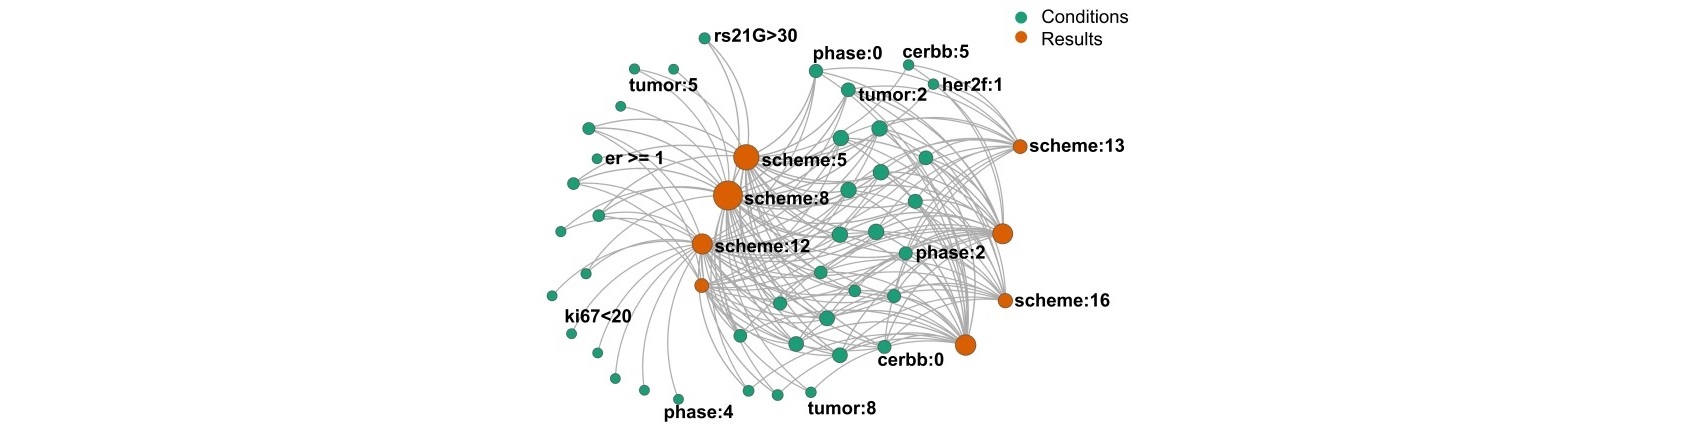 Conditions
Results
rs21G>30
phase:0
cerbb:5
tumor:5
tumor:2
her2f:1
er >= 1
scheme:5
scheme:13
scheme:8
scheme:12
phase:2
scheme:16
ki67<20
cerbb:0
phase:4
tumor:8